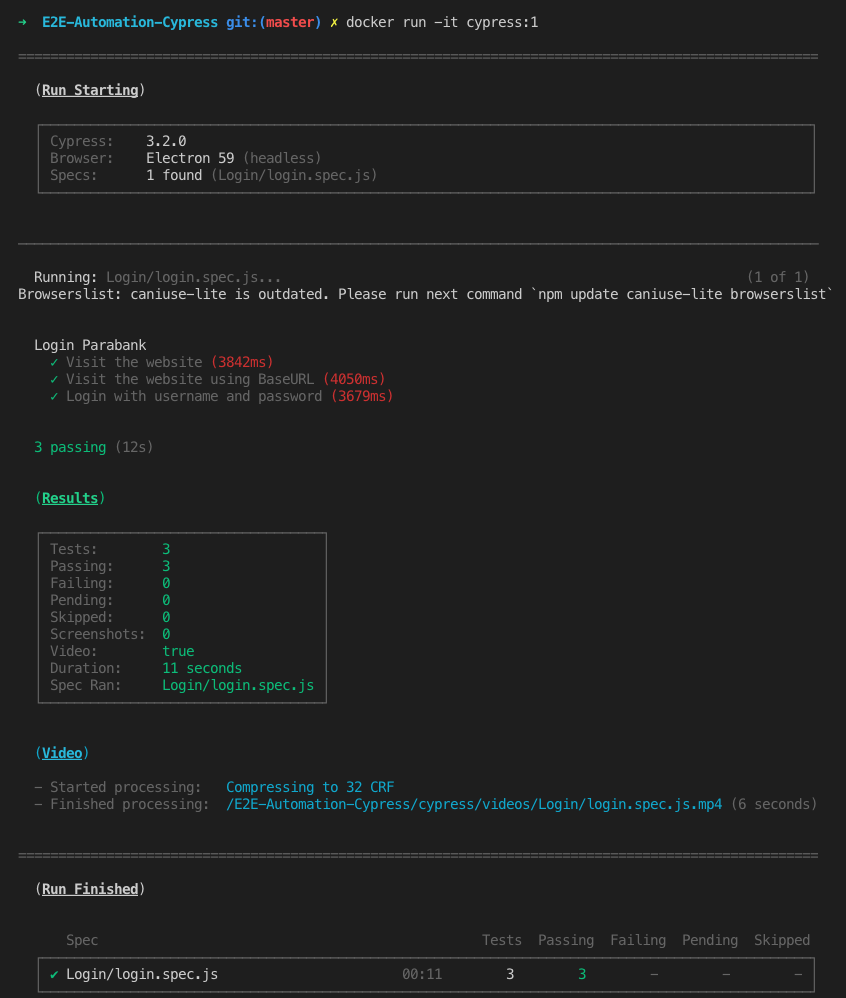 ➜ E2E-Automation-Cypress git:(master) ✗ docker run -it cypress:1
(Run Starting)
Cypress: 3.2.0
Browser: Electron 59 (headless)
Specs: 1 found (Login/login.spec.js)
Running: Login/login.spec.js... (1 of 1)
Browserslist: caniuse-lite is outdated. Please run next command `npm update caniuse-lite browserslist`
Login Parabank
✓ Visit the website (3842ms)
✓ Visit the website using BaseURL (4050ms)
✓ Login with username and password (3679ms)
3 passing (12s)
(Results)
Tests: 3
Passing: 3
Failing: 0
Pending: 0
Skipped: 0
Screenshots: 0
Video: true
Duration: 11 seconds
Spec Ran: Login/login.spec.js
(Video)
- Started processing: Compressing to 32 CRF
- Finished processing: /E2E-Automation-Cypress/cypress/videos/Login/login.spec.js.mp4 (6 seconds)
(Run Finished)
Spec Tests Passing Failing Pending Skipped
✔ Login/login.spec.js 00:11 3 3 - - -